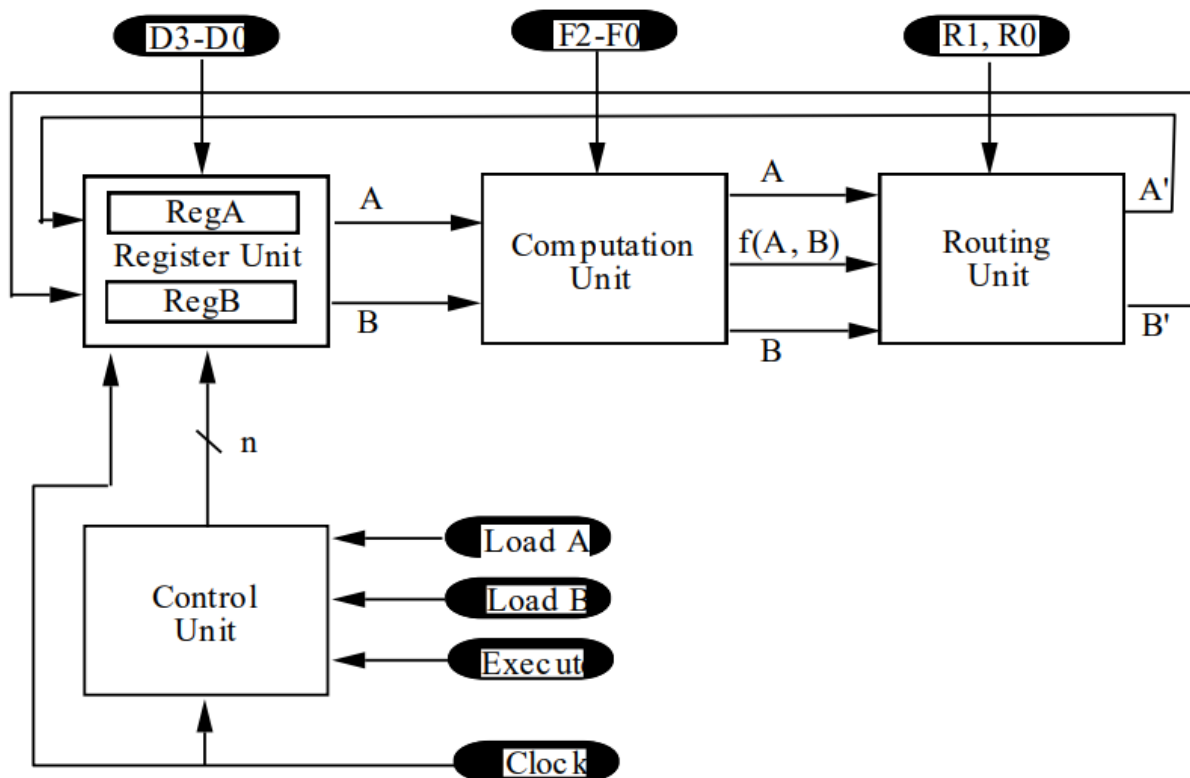 D3-D0
F2-F0
R1, R0
RegA
Register Unit
RegB
A
B
Computation
Unit
A
f(A, B)
B
Routing
Unit
A'
B'
n
Control
Unit
Load A
Load B
Execute
Clock